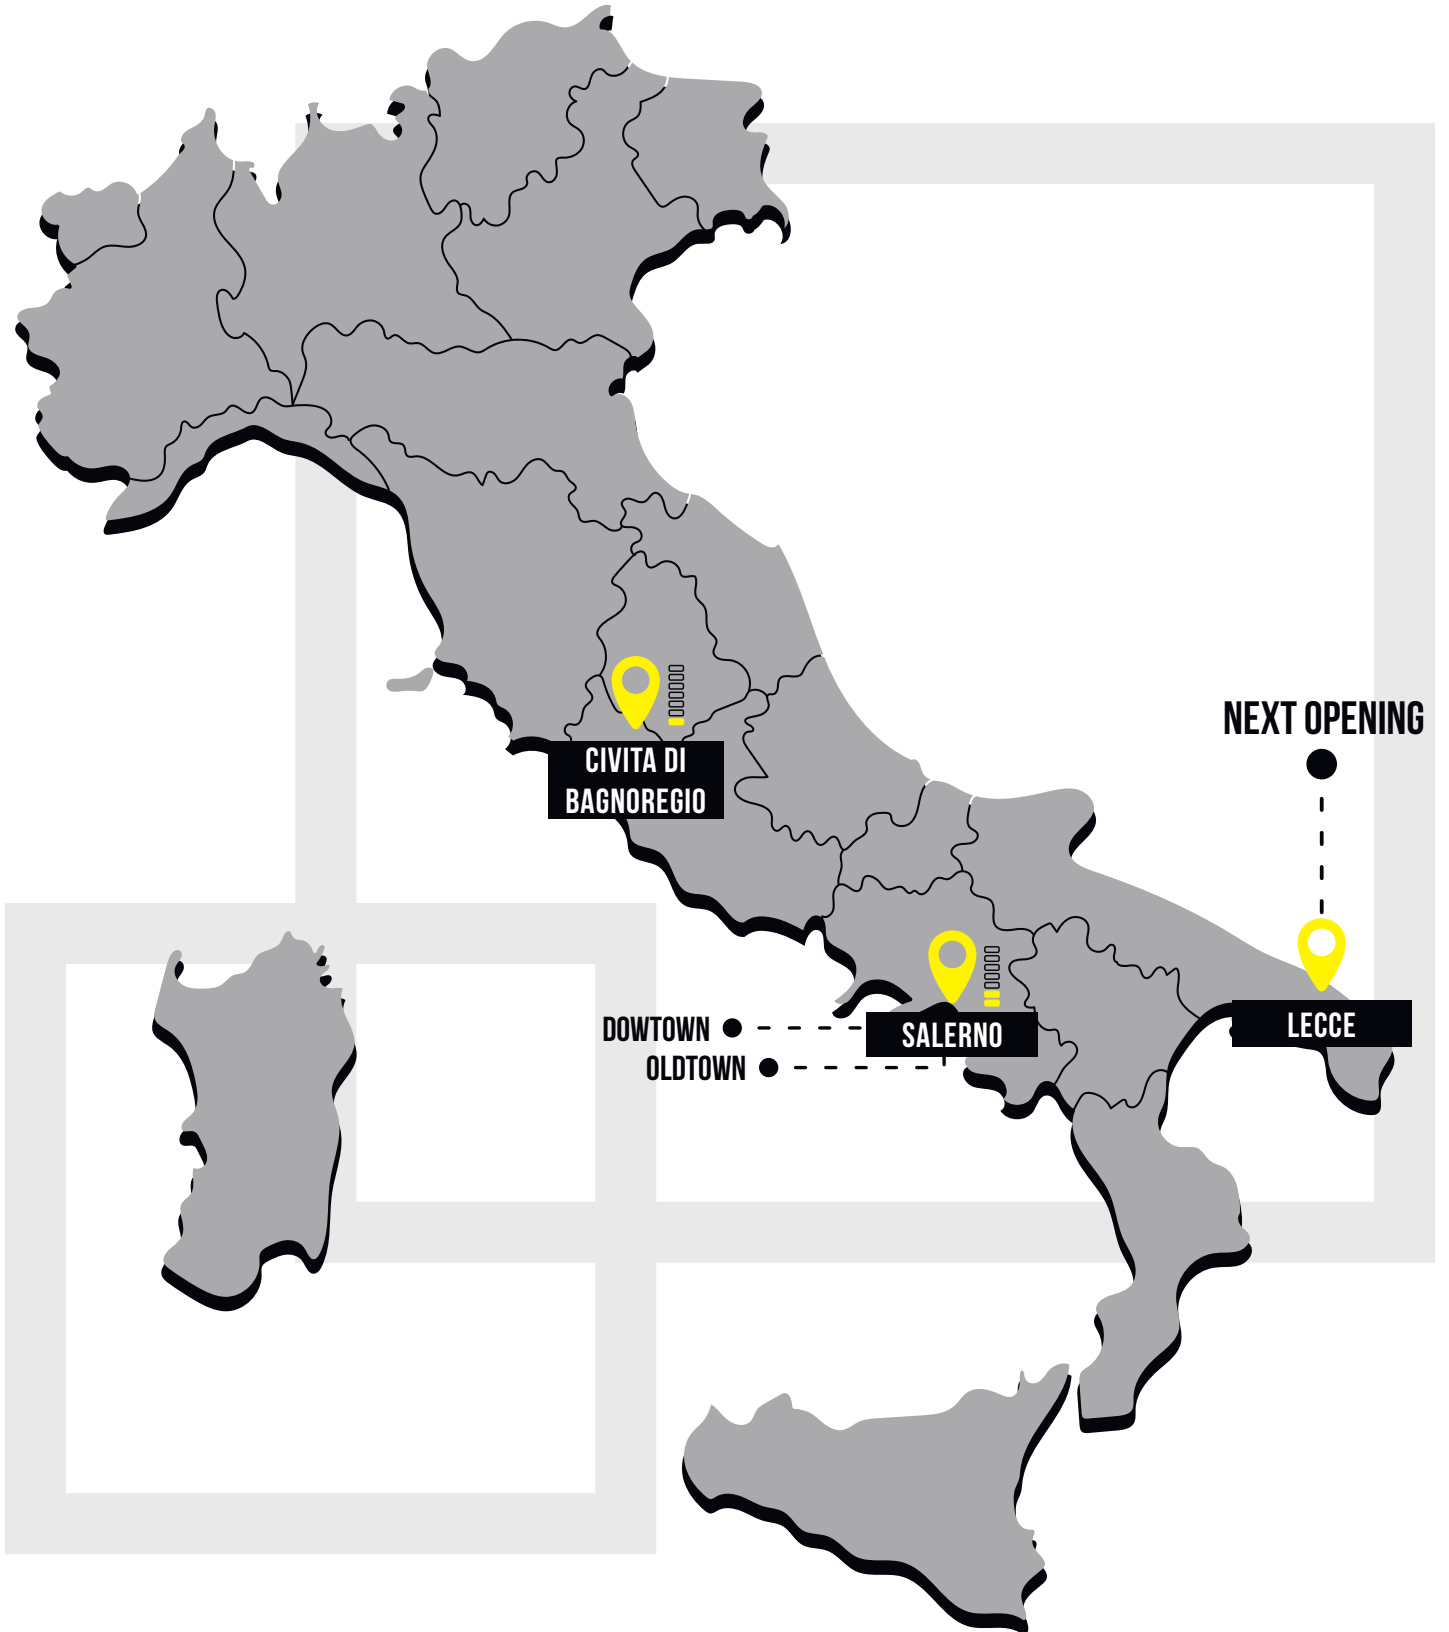 NEXT OPENING
CIVITA DI
BAGNOREGIO
LECCE
DOWTOWN
SALERNO
OLDTOWN